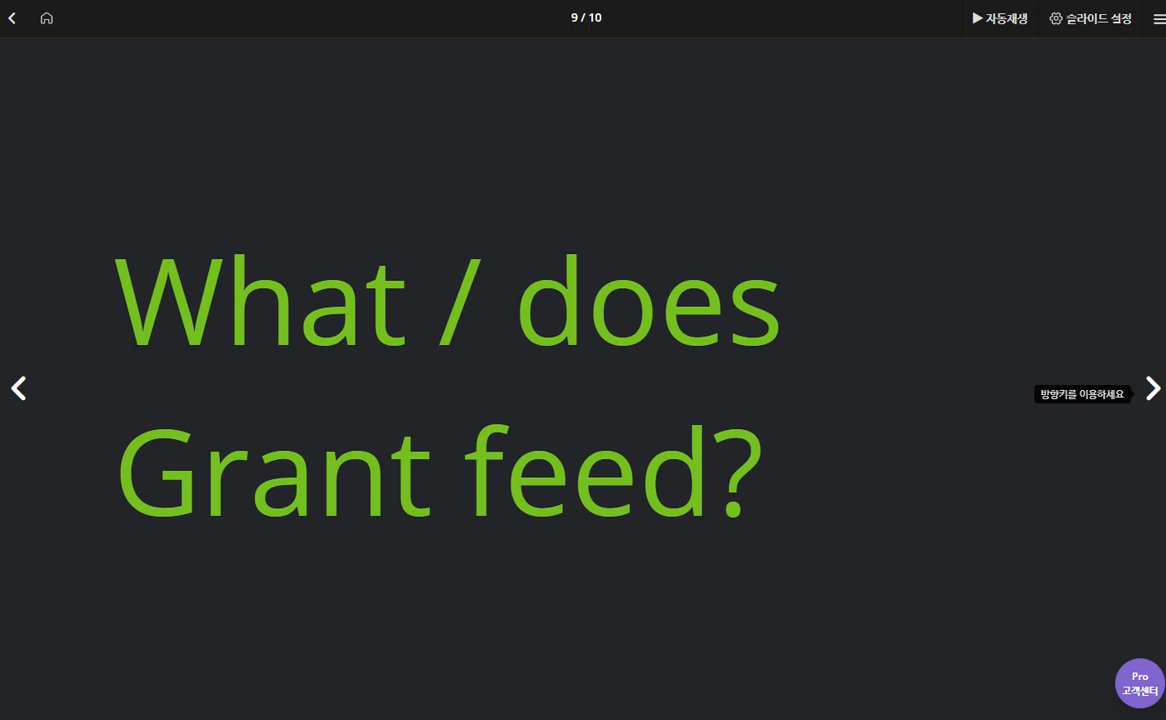 9 / 10
▶ 자동재생
슬라이드 설정
What / does
Grant feed?
방향키를 이용하세요
Pro
고객센터